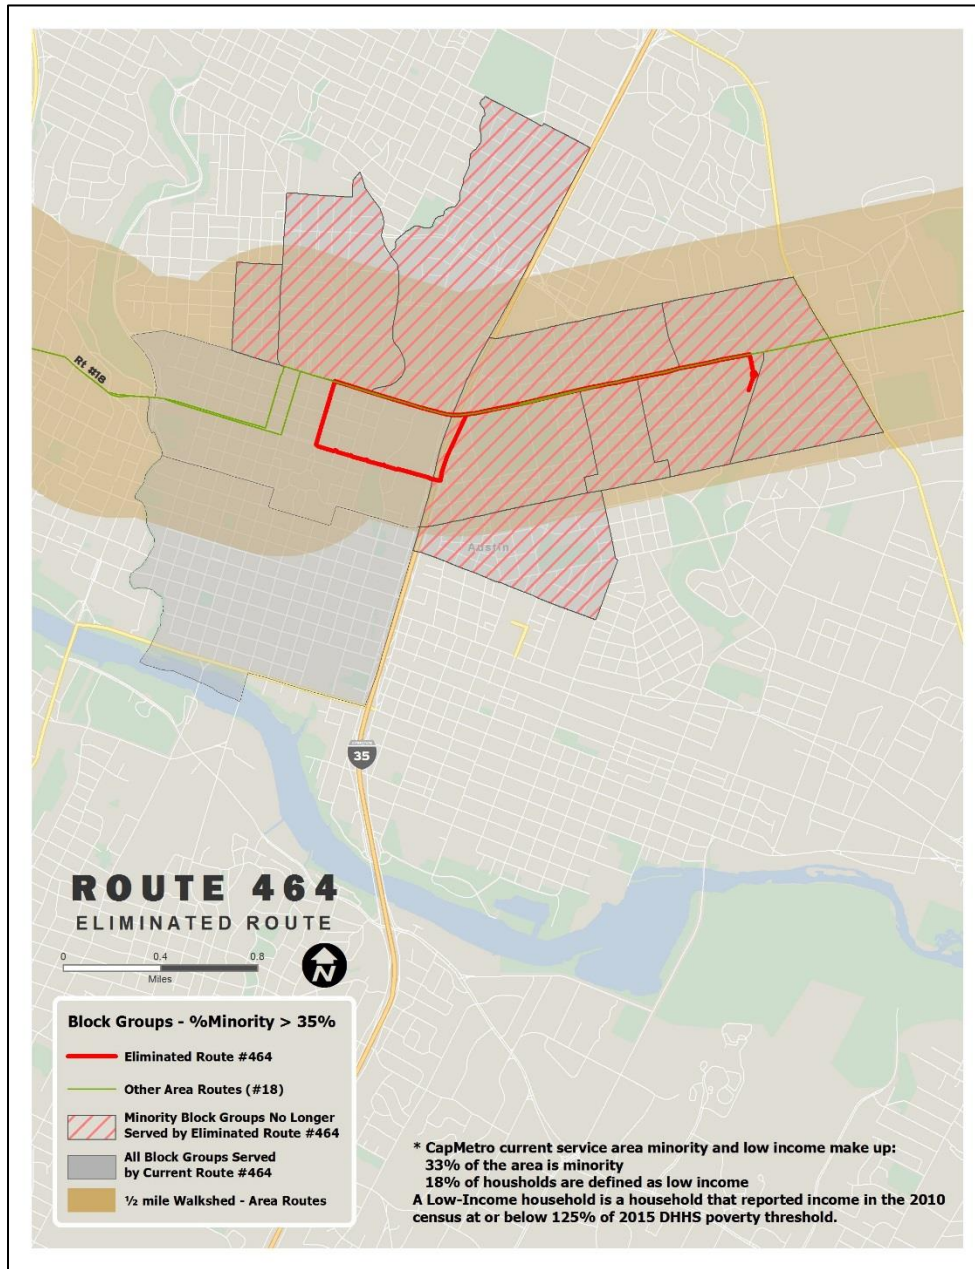 Rt #18
Austin
35
ROUTE 464
ELIMINATED ROUTE
0 0.4 0.8
Miles
N
Block Groups - %Minority > 35%
Eliminated Route #464
Other Area Routes (#18)
Minority Block Groups No Longer
Served by Eliminated Route #464
All Block Groups Served
by Current Route #464
½ mile Walkshed - Area Routes
* CapMetro current service area minority and low income make up:
33% of the area is minority
18% of housholds are defined as low income
A Low-Income household is a household that reported income in the 2010
census at or below 125% of 2015 DHHS poverty threshold.